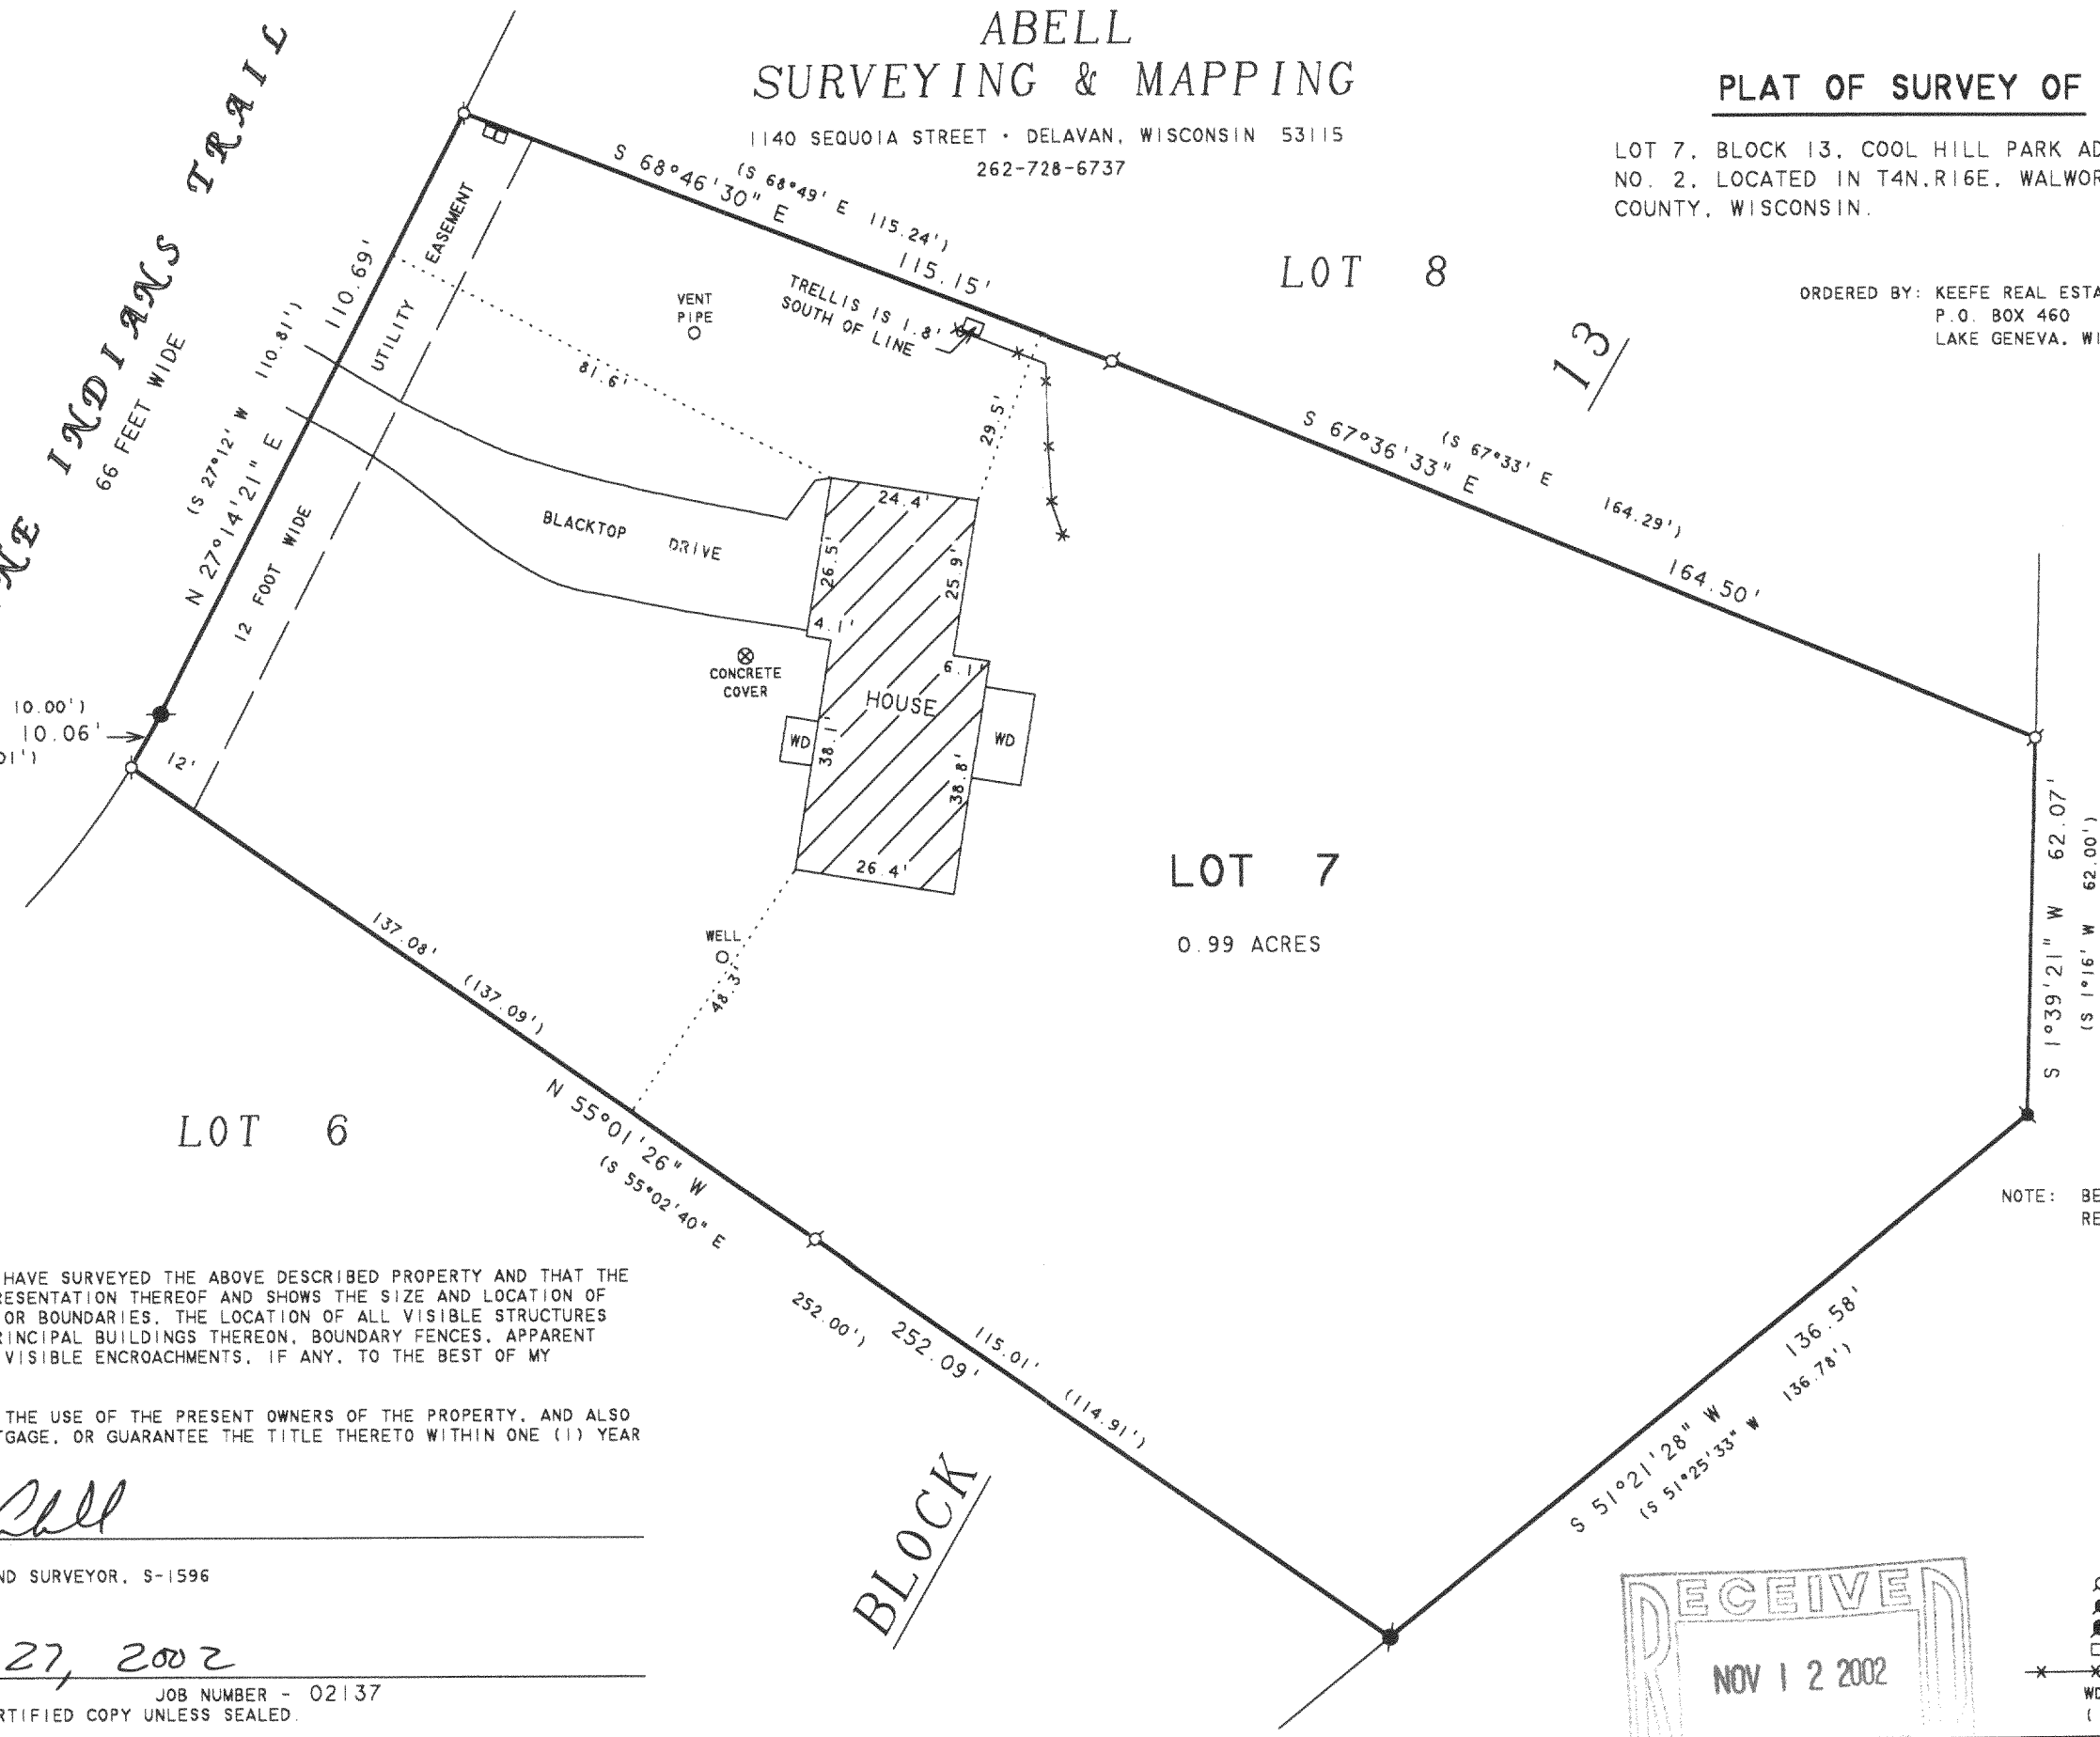 ABELL
SURVEYING & MAPPING
1140 SEQUOIA STREET • DELAVAN, WISCONSIN 53115
262-728-6737
PLAT OF SURVEY OF
LOT 7, BLOCK 13, COOL HILL PARK AD
NO. 2, LOCATED IN T4N,R16E, WALWOR
COUNTY, WISCONSIN.
ORDERED BY: KEEFE REAL ESTA
P.O. BOX 460
LAKE GENEVA, WI
INDIANS TRAIL
66 FEET WIDE
110.69'
(S 27°12' W 110.81')
N 27°14'21" E
12 FOOT WIDE UTILITY EASEMENT
S 68°46'30" E 115.15'
(S 68°49' E 115.24')
LOT 8
13
TRELLIS IS 1.8'
SOUTH OF LINE
VENT
PIPE
81.6'
29.5'
S 67°36'33" E 164.50'
(S 67°33' E 164.29')
BLACKTOP DRIVE
24.4'
26.5'
25.9'
4.1'
6.1'
HOUSE
CONCRETE
COVER
WD
WD
38.1'
38.8'
26.4'
10.00')
10.06'
01')
12'
LOT 7
0.99 ACRES
S 1°39'21" W 62.07'
(S 1°16' W 62.00')
WELL
48.3'
137.08' (137.09')
N 55°01'26" W 252.09'
(S 55°02'40" E 252.00')
115.01' (114.91')
LOT 6
S 51°21'28" W 136.58'
(S 51°25'33" W 136.78')
NOTE: BE
RE
BLOCK
HAVE SURVEYED THE ABOVE DESCRIBED PROPERTY AND THAT THE
RESENTATION THEREOF AND SHOWS THE SIZE AND LOCATION OF
OR BOUNDARIES, THE LOCATION OF ALL VISIBLE STRUCTURES
RINCIPAL BUILDINGS THEREON, BOUNDARY FENCES, APPARENT
VISIBLE ENCROACHMENTS, IF ANY, TO THE BEST OF MY
THE USE OF THE PRESENT OWNERS OF THE PROPERTY, AND ALSO
TGAGE, OR GUARANTEE THE TITLE THERETO WITHIN ONE (1) YEAR
ND SURVEYOR, S-1596
27, 2002
JOB NUMBER - 02137
RTIFIED COPY UNLESS SEALED.
RECEIVED
NOV 12 2002
WD
(